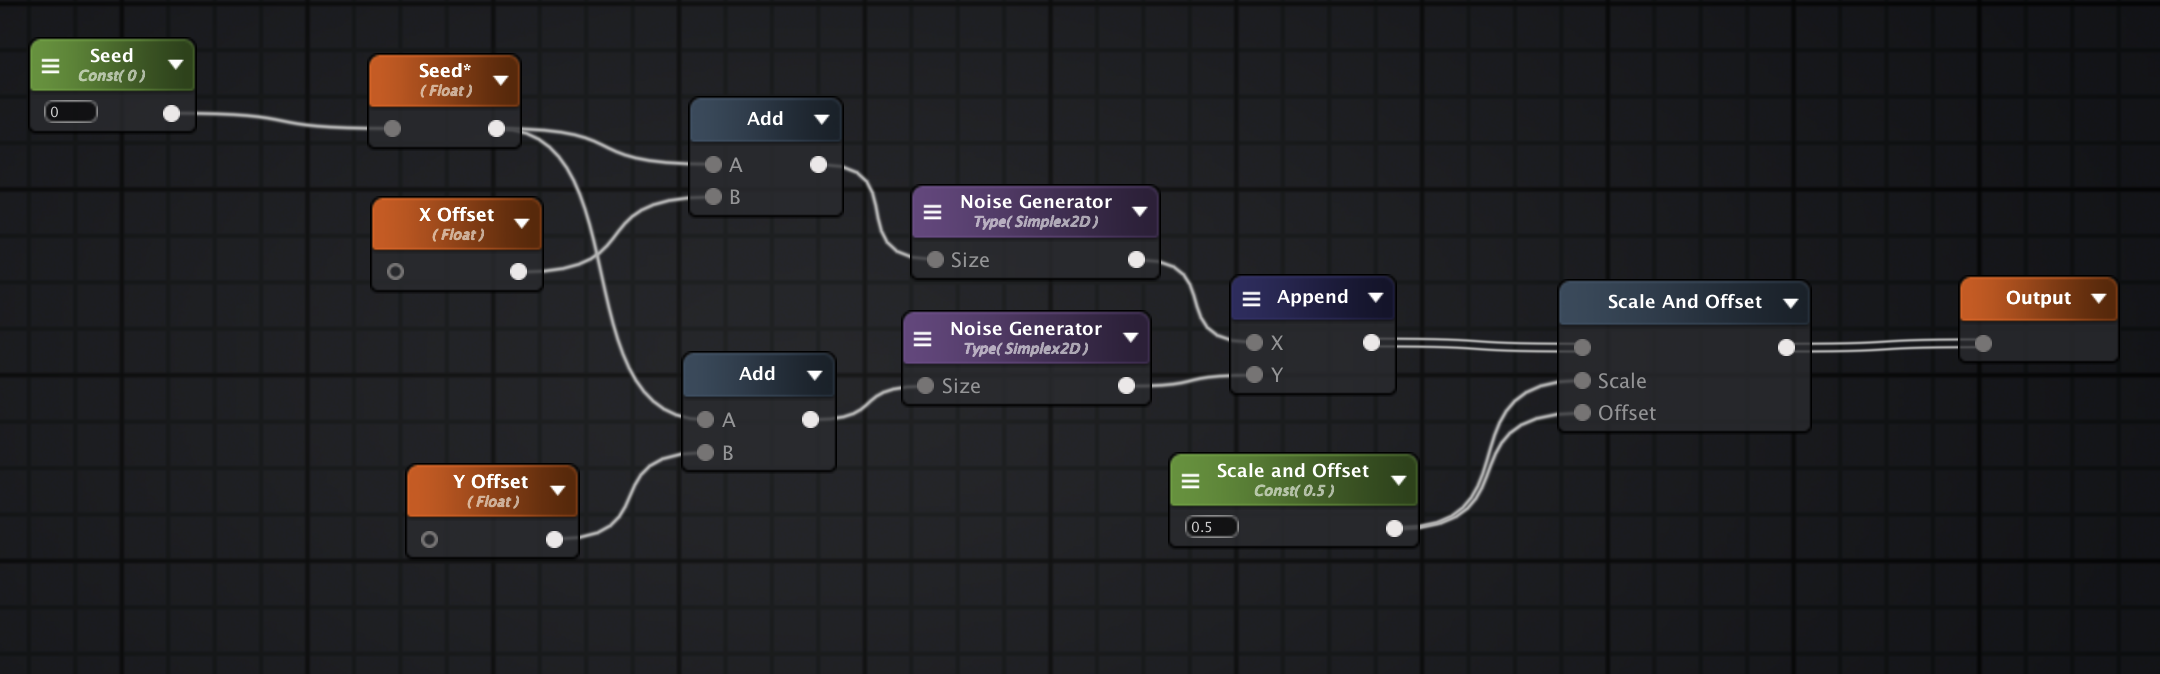 Seed
Const( 0 )
0
Seed*
( Float )
X Offset
( Float )
Y Offset
( Float )
Add
A
B
Add
A
B
Noise Generator
Type( Simplex2D )
Size
Noise Generator
Type( Simplex2D )
Size
Append
X
Y
Scale and Offset
Const( 0.5 )
0.5
Scale And Offset
Scale
Offset
Output